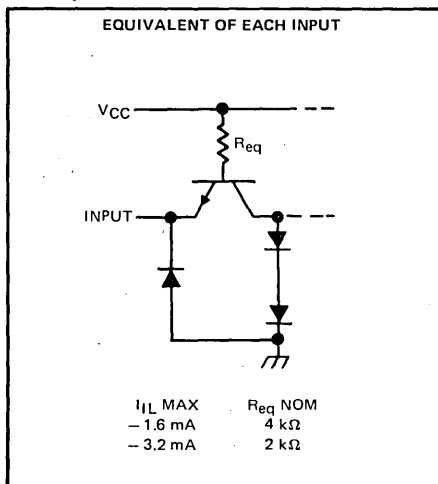 EQUIVALENT OF EACH INPUT
VCC
Req
INPUT
IIL MAX Req NOM
−1.6 mA 4 kΩ
−3.2 mA 2 kΩ